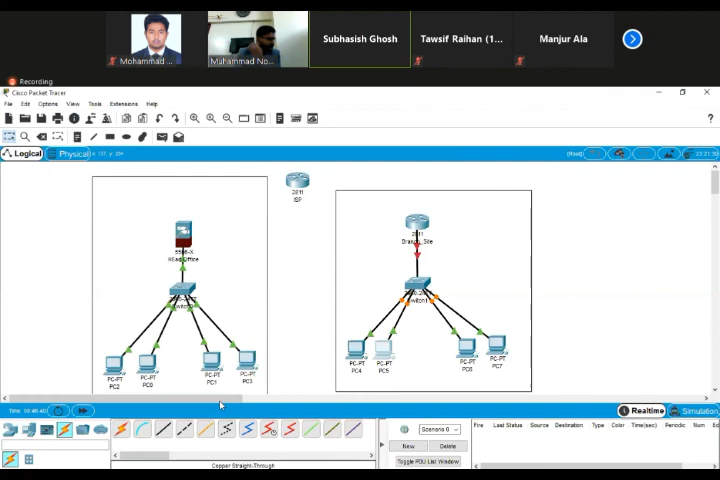 Mohammad ...
Muhammad No...
Subhasish Ghosh
Tawsif Raihan (1...
Manjur Ala
Recording
Cisco Packet Tracer
File Edit Options View Tools Extensions Help
?
Logical
Physical
[Root]
2811
ISP
Head Office
2811
Branch_Site
Switch1
PC-PT
PC2
PC-PT
PC0
PC-PT
PC1
PC-PT
PC3
PC-PT
PC4
PC-PT
PC5
PC-PT
PC6
PC-PT
PC7
Realtime
Simulation
Scenario 0
Fire Last Status Source Destination Type Color Time(sec) Periodic Num Ed
New
Delete
Toggle PDU List Window
Copper Straight-Through